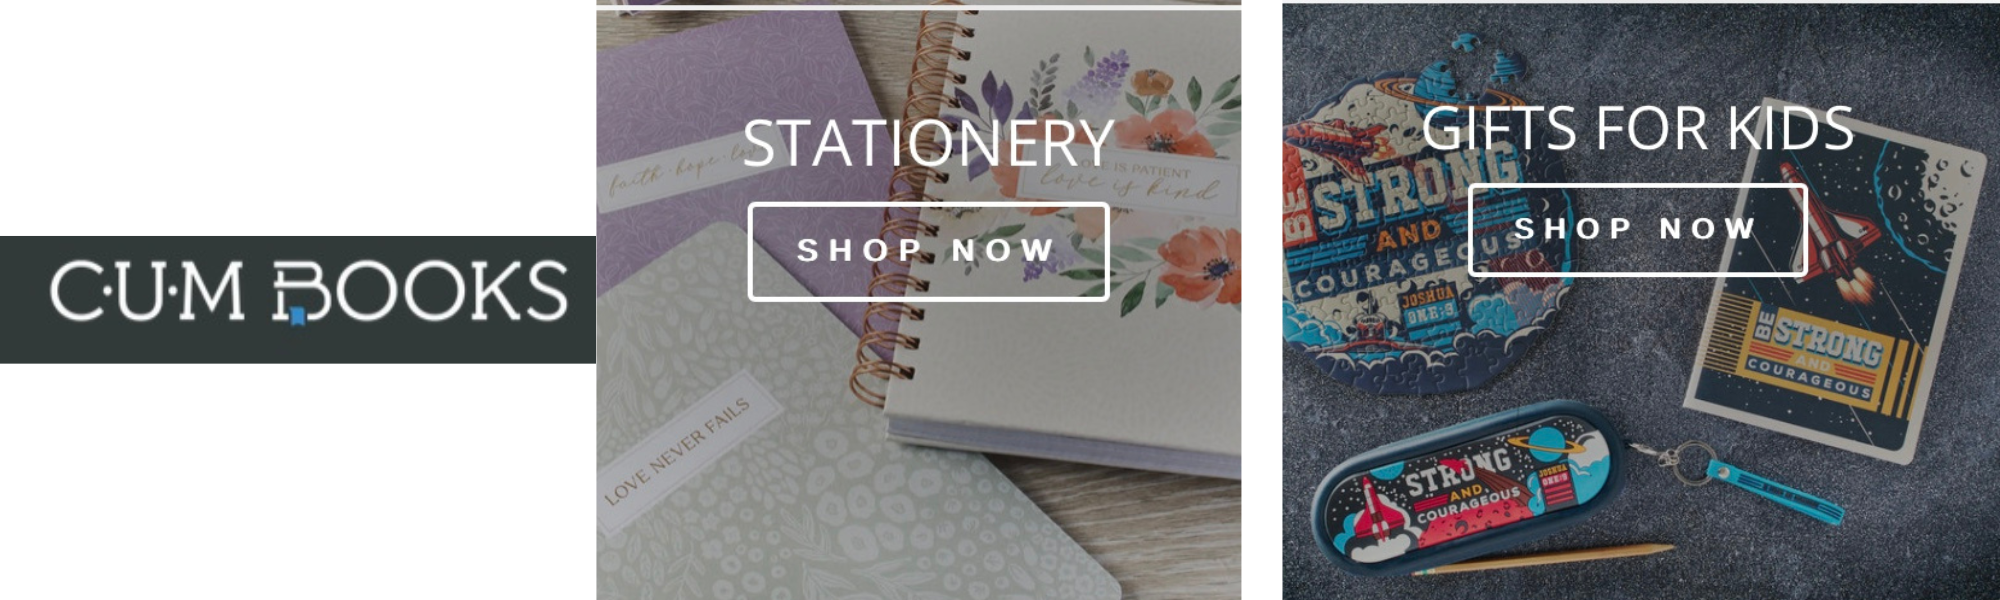 C·U·M BOOKS
faith · hope · love
STATIONERY
LOVE IS PATIENT
love is kind
SHOP NOW
LOVE NEVER FAILS
GIFTS FOR KIDS
SHOP NOW
BE
STRONG
AND
COURAGEOUS
JOSHUA
ONE:9
BE
STRONG
AND
COURAGEOUS
STRONG
AND
COURAGEOUS
JOSHUA
ONE:9